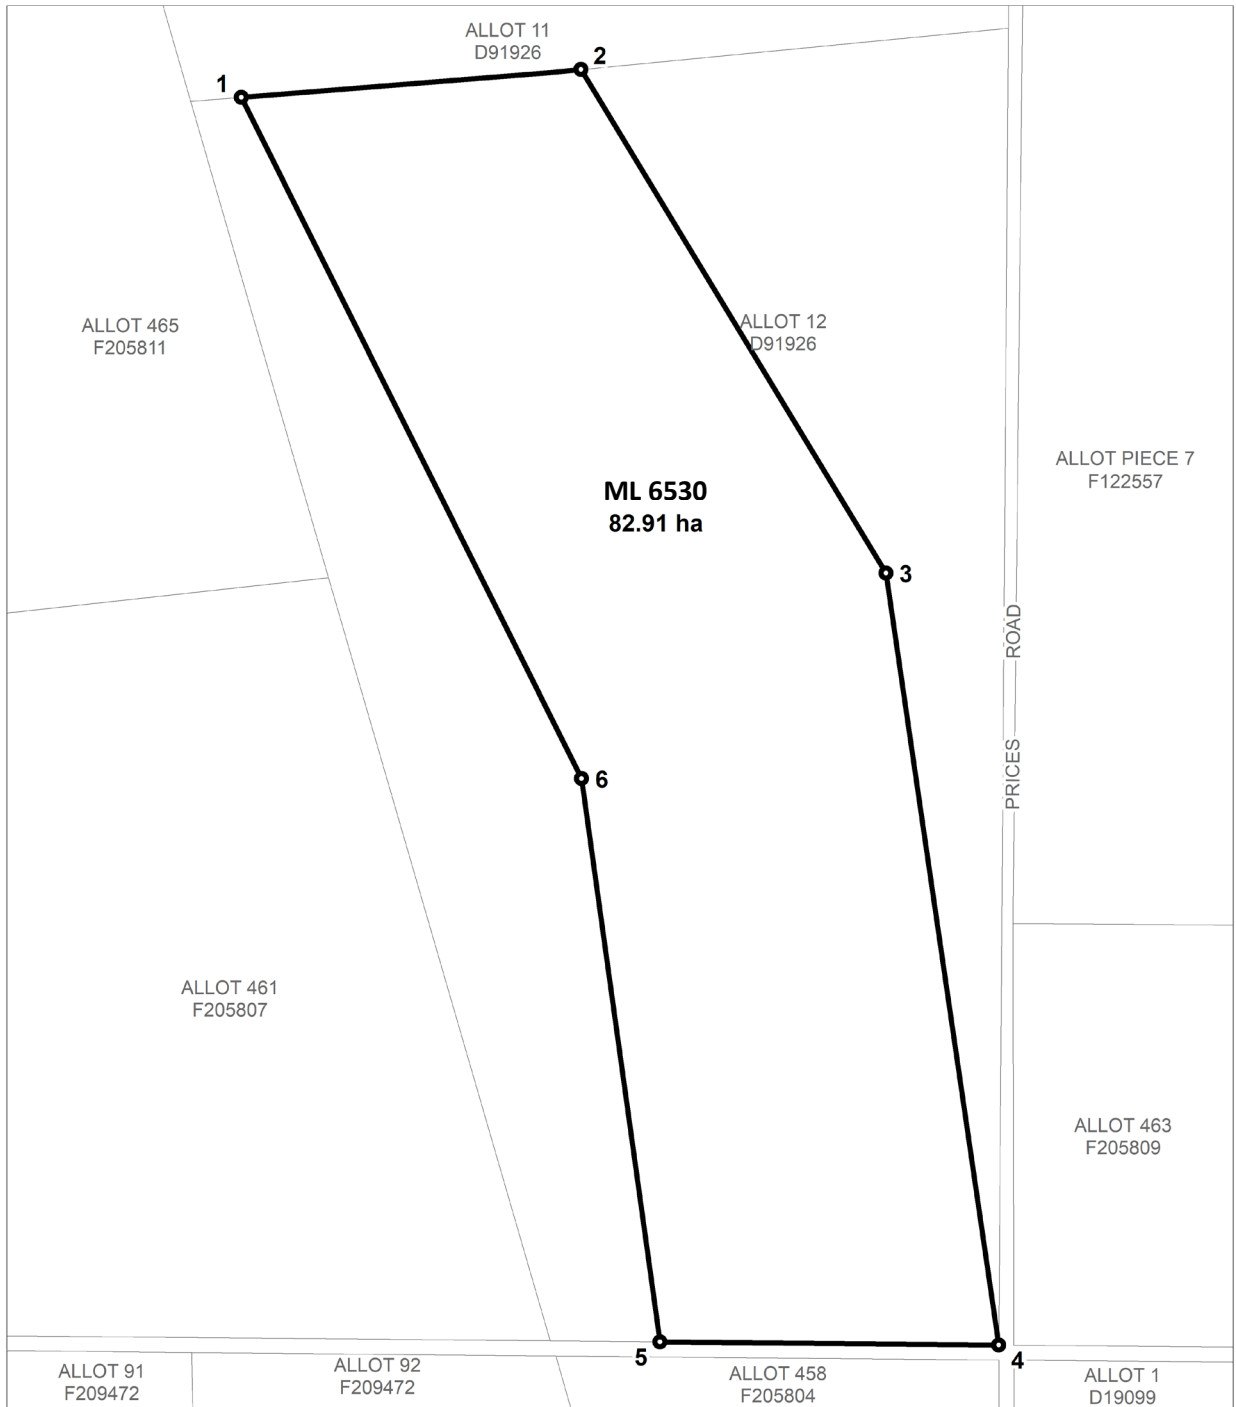 ALLOT 11
D91926
1
2
ALLOT 465
F205811
ALLOT 12
D91926
ALLOT PIECE 7
F122557
ML 6530
82.91 ha
3
PRICES ROAD
6
ALLOT 461
F205807
ALLOT 463
F205809
5
4
ALLOT 91
F209472
ALLOT 92
F209472
ALLOT 458
F205804
ALLOT 1
D19099